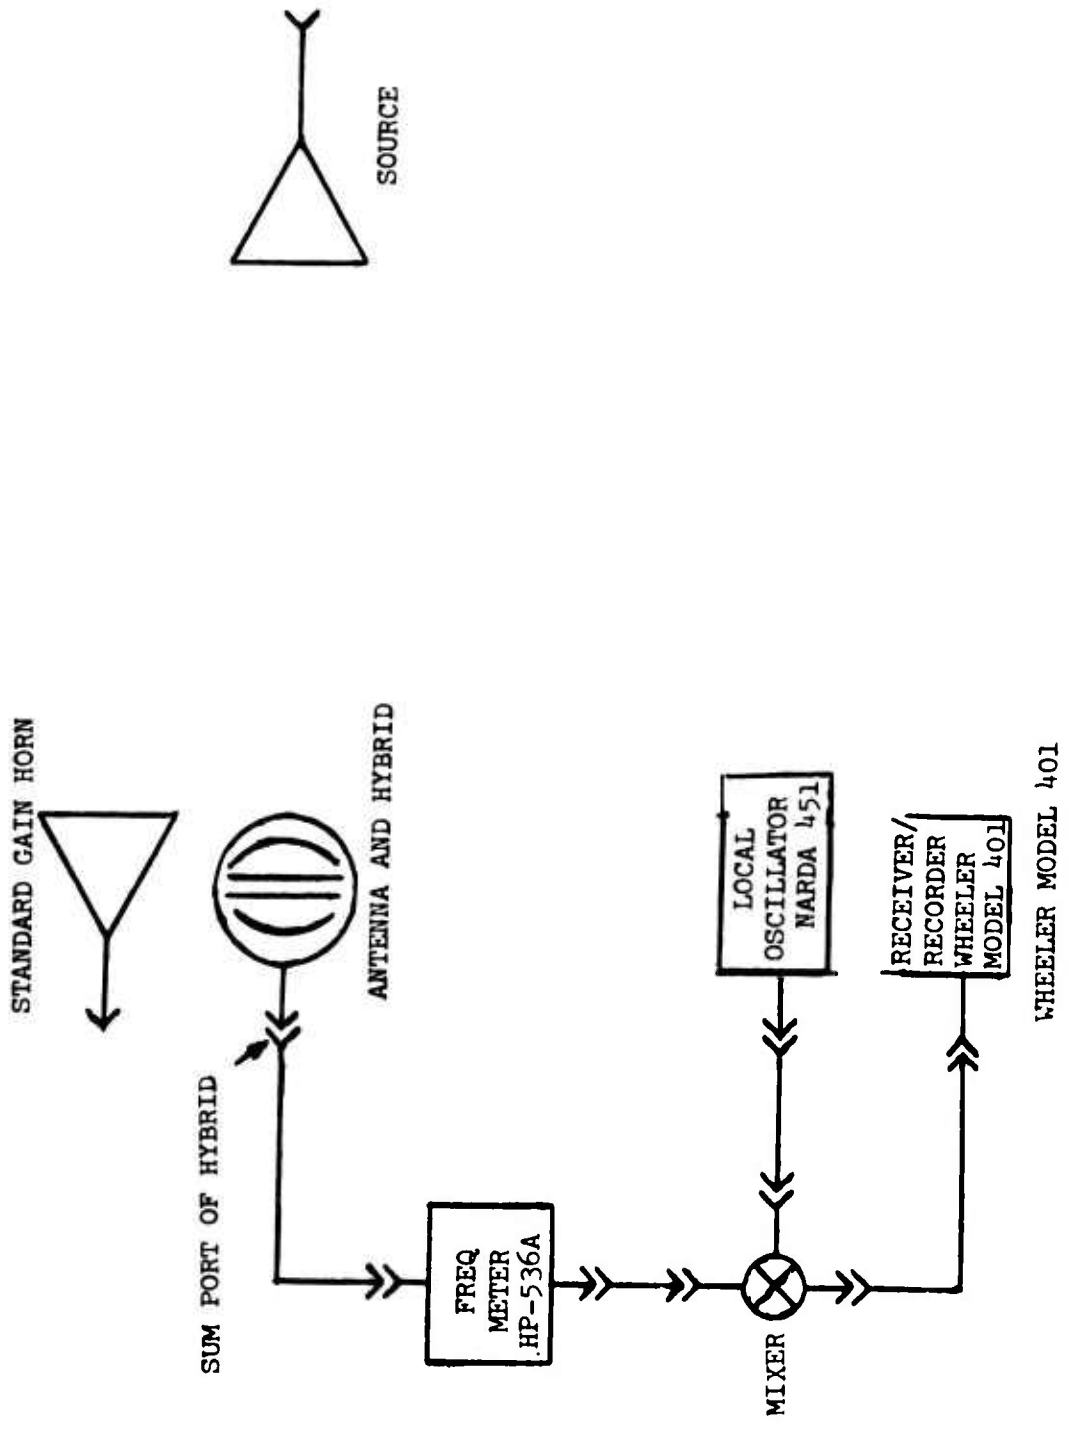 STANDARD GAIN HORN
SOURCE
ANTENNA AND HYBRID
SUM PORT OF HYBRID
FREQ
METER
HP-536A
LOCAL
OSCILLATOR
NARDA 451
MIXER
RECEIVER/
RECORDER
WHEELER
MODEL 401
WHEELER MODEL 401